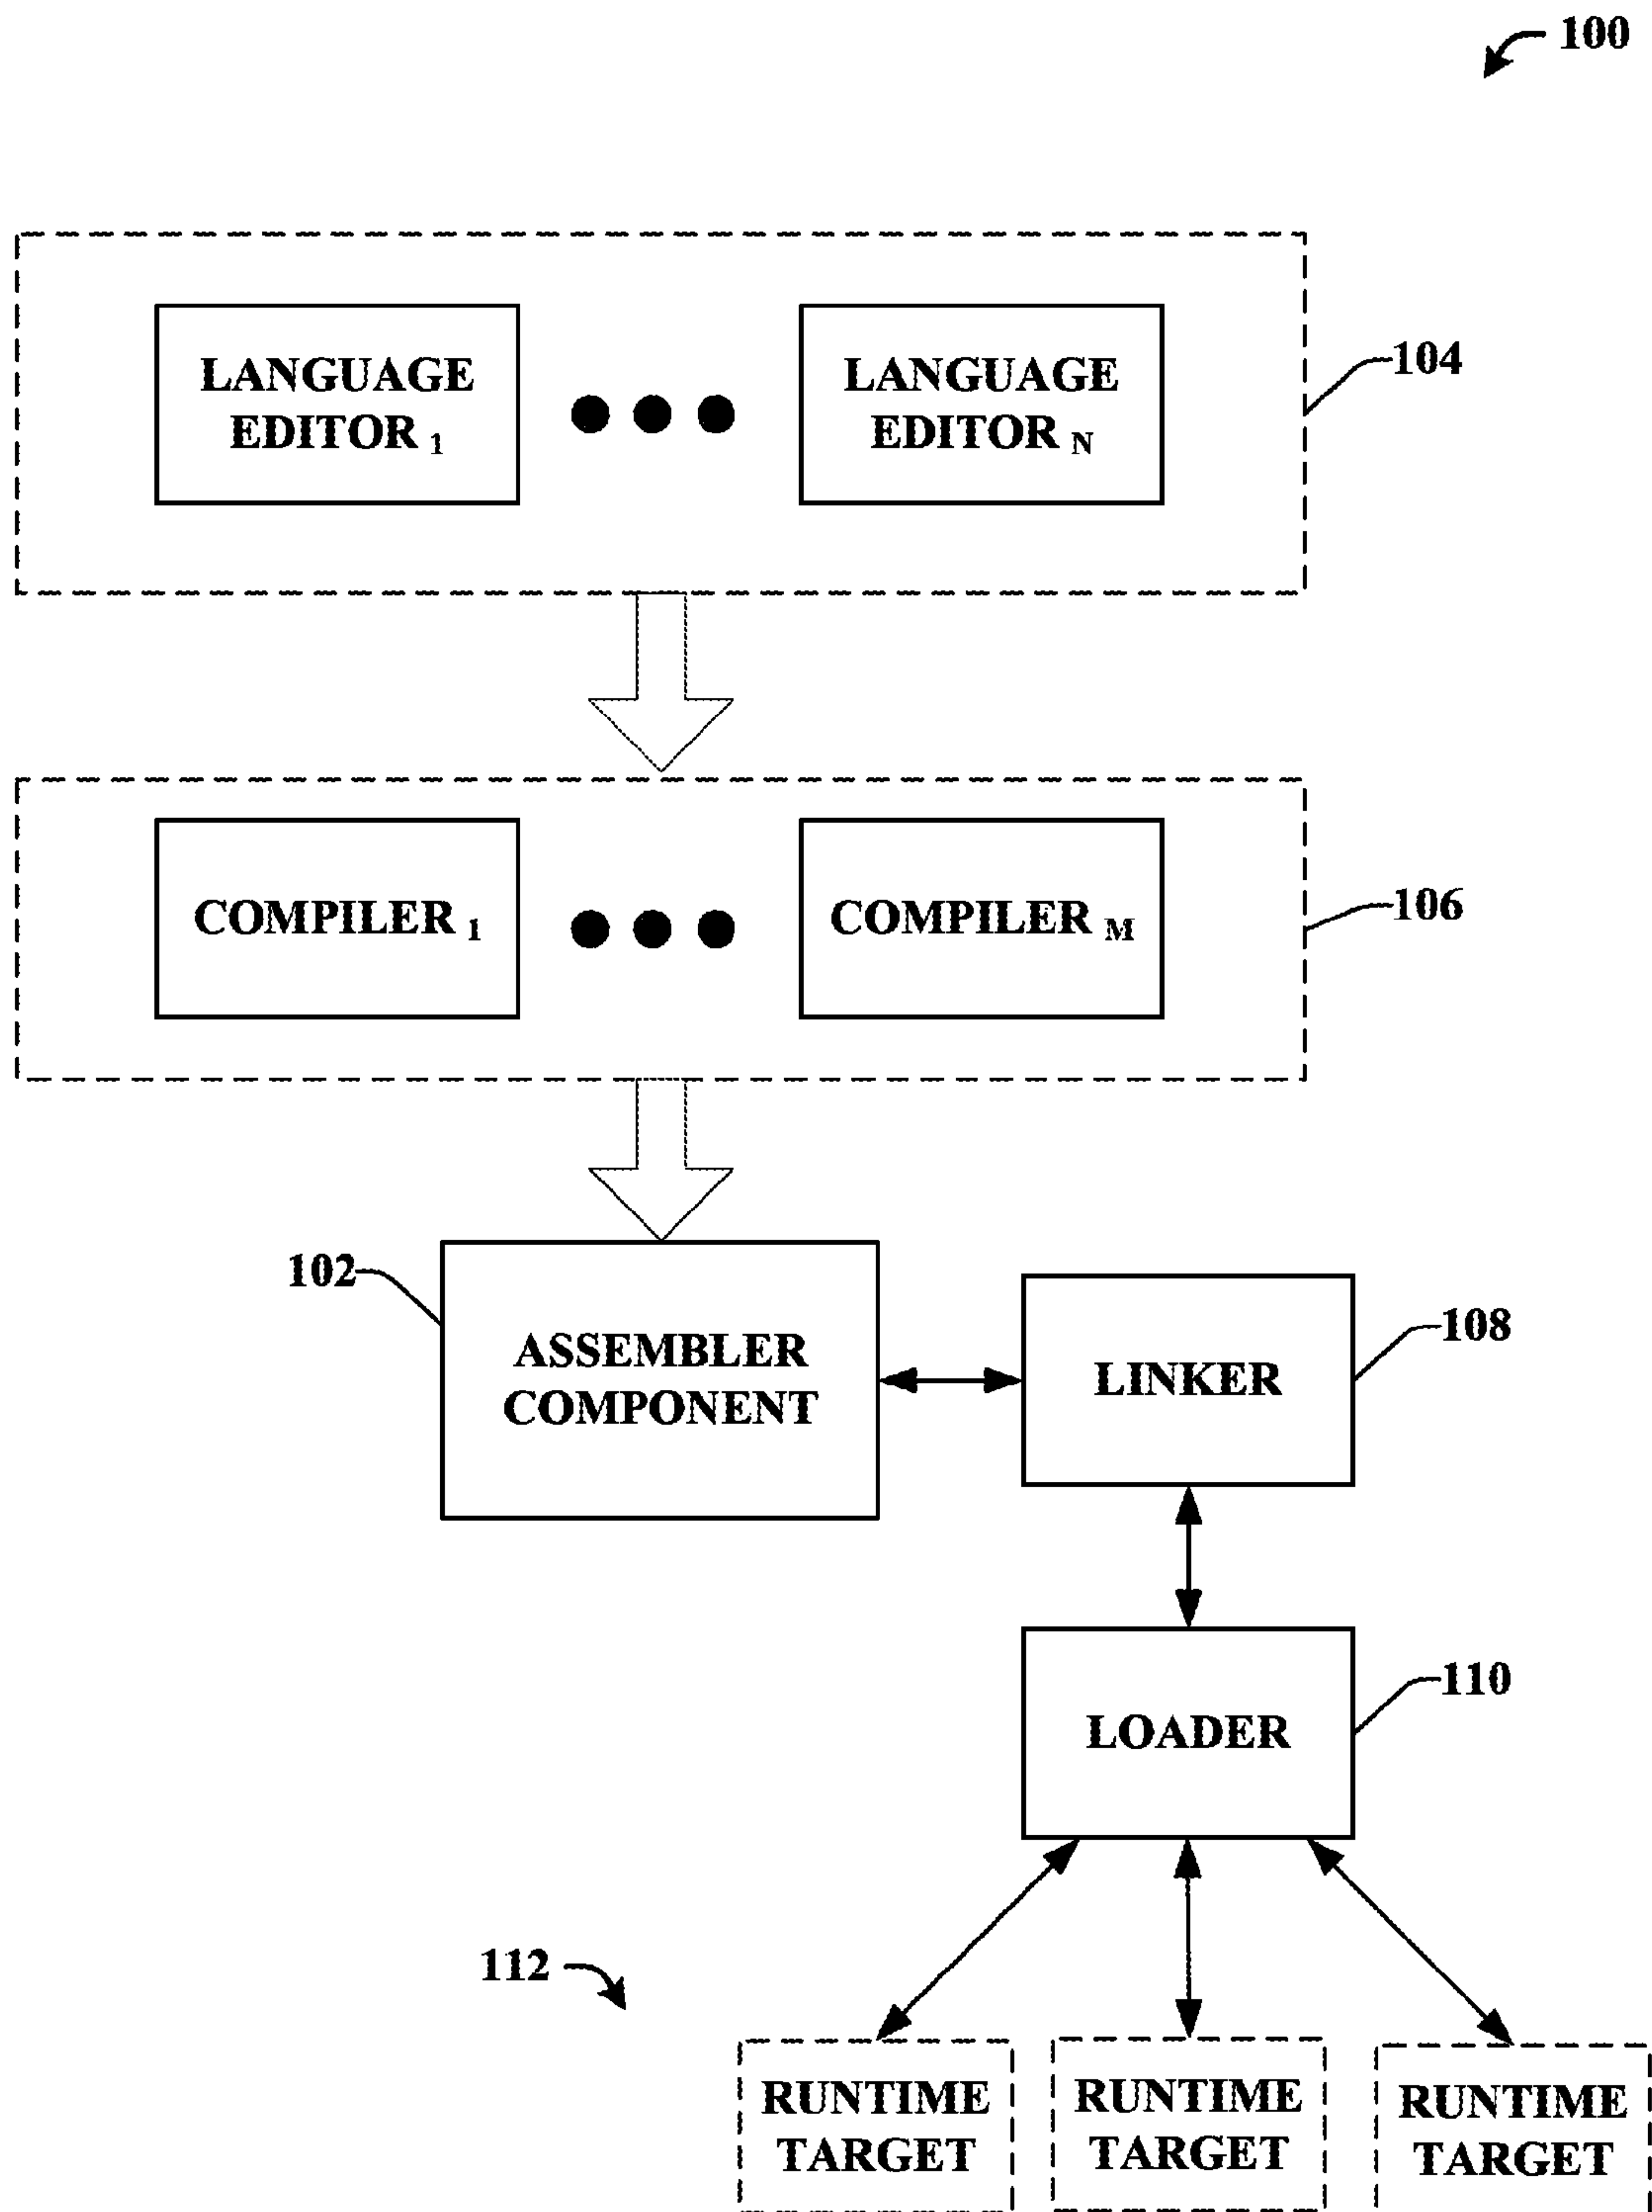 100
LANGUAGE
EDITOR 1
LANGUAGE
EDITOR N
104
COMPILER 1
COMPILER M
106
102
ASSEMBLER
COMPONENT
LINKER
108
LOADER
110
112
RUNTIME
TARGET
RUNTIME
TARGET
RUNTIME
TARGET